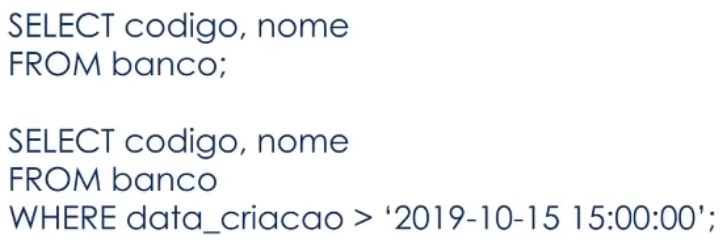 SELECT codigo, nome
FROM banco;
SELECT codigo, nome
FROM banco
WHERE data_criacao > ‘2019-10-15 15:00:00’;